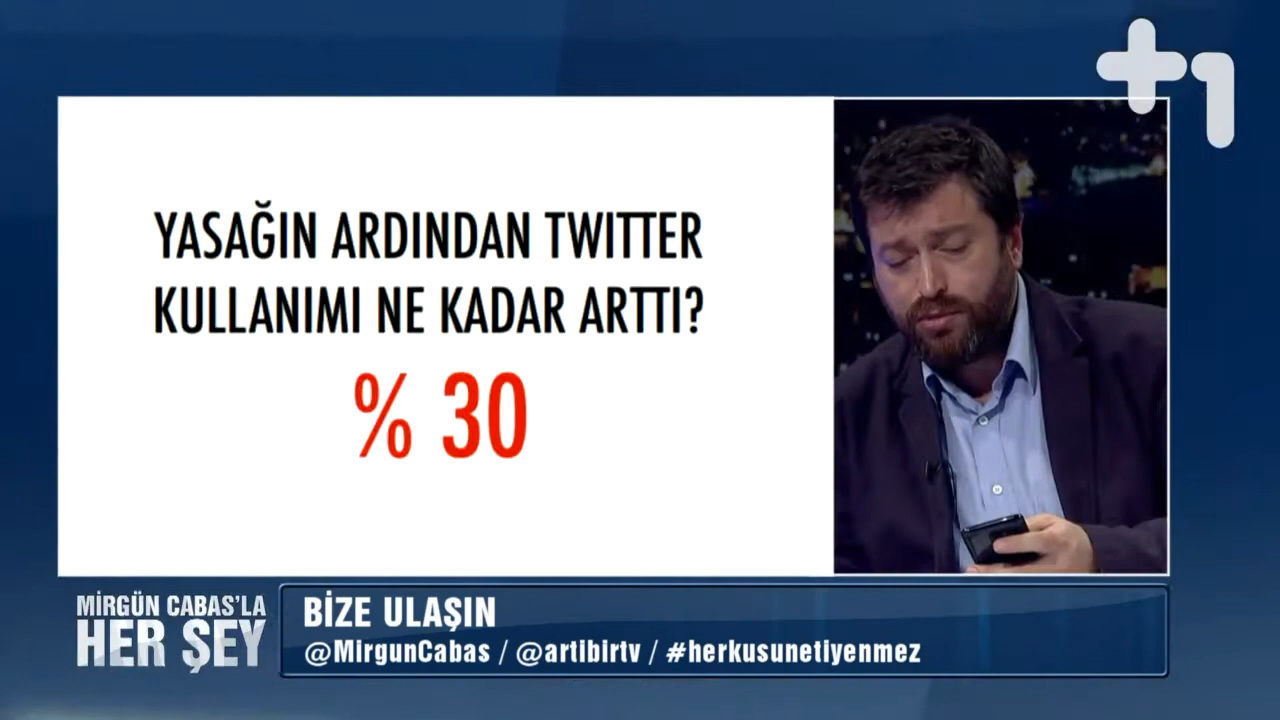 +1
YASAĞIN ARDINDAN TWITTER
KULLANIMI NE KADAR ARTTI?
% 30
MİRGÜN CABAS'LA
HER ŞEY
BİZE ULAŞIN
@MirgunCabas / @artibirtv / #herkusunetiyenmez